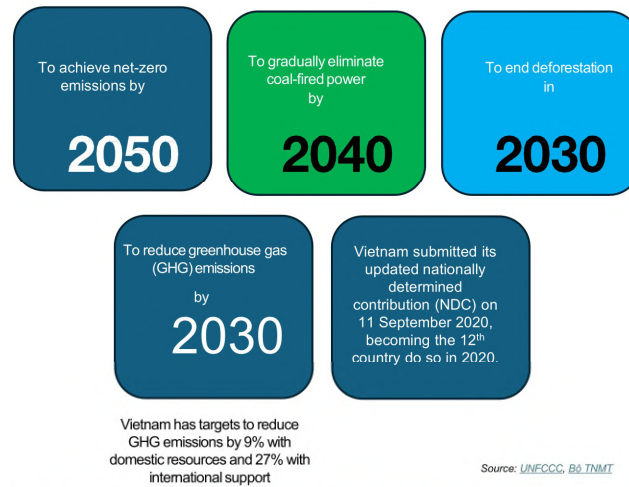 To achieve net-zero
emissions by
2050
To gradually eliminate
coal-fired power
by
2040
To end deforestation
in
2030
To reduce greenhouse gas
(GHG) emissions
by
2030
Vietnam submitted its
updated nationally
determined
contribution (NDC) on
11 September 2020,
becoming the 12th
country do so in 2020.
Vietnam has targets to reduce
GHG emissions by 9% with
domestic resources and 27% with
international support
Source: UNFCCC, Bộ TNMT